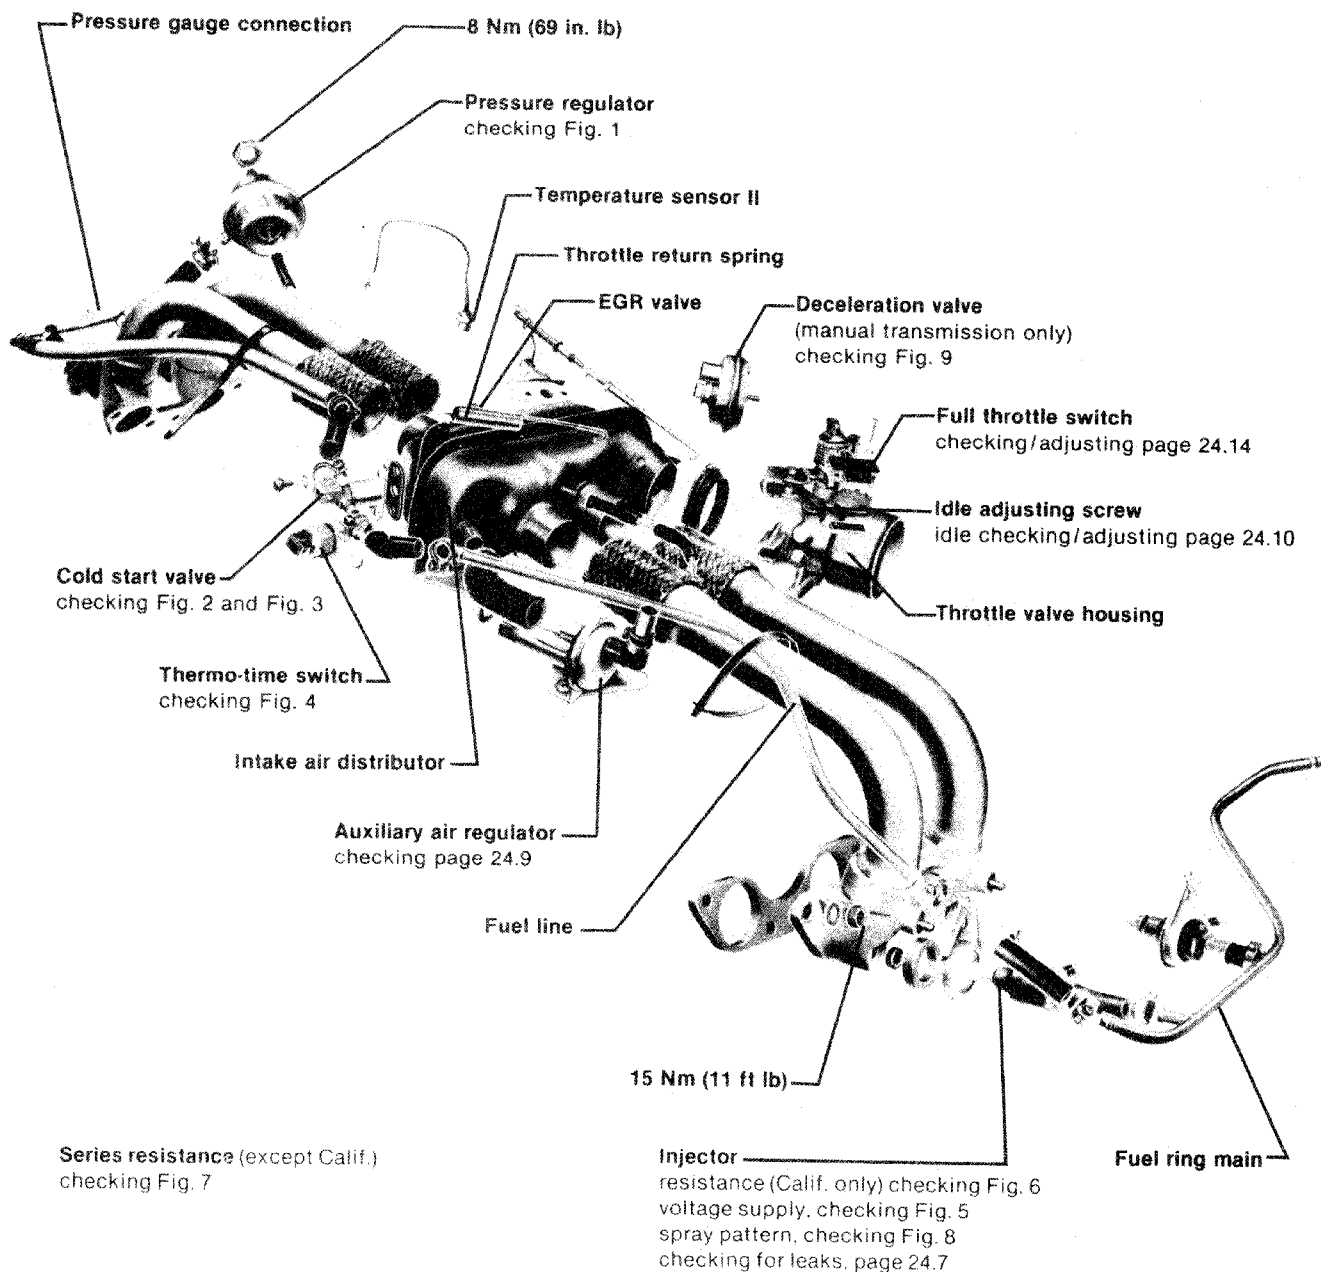 Pressure gauge connection
8 Nm (69 in. lb)
Pressure regulator
checking Fig. 1
Temperature sensor II
Throttle return spring
EGR valve
Deceleration valve
(manual transmission only)
checking Fig. 9
Full throttle switch
checking/adjusting page 24.14
Idle adjusting screw
idle checking/adjusting page 24.10
Throttle valve housing
Cold start valve
checking Fig. 2 and Fig. 3
Thermo-time switch
checking Fig. 4
Intake air distributor
Auxiliary air regulator
checking page 24.9
Fuel line
15 Nm (11 ft lb)
Series resistance (except Calif.)
checking Fig. 7
Injector
resistance (Calif. only) checking Fig. 6
voltage supply, checking Fig. 5
spray pattern, checking Fig. 8
checking for leaks, page 24.7
Fuel ring main